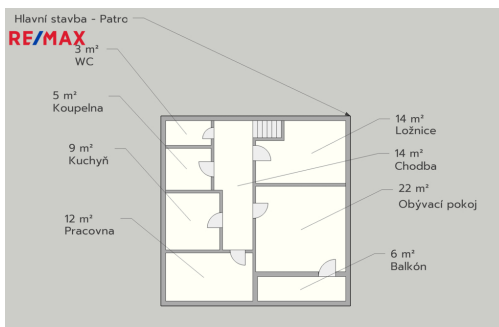 Hlavní stavba - Patro
RE/MAX
3 m²
WC
5 m²
Koupelna
9 m²
Kuchyň
12 m²
Pracovna
14 m²
Ložnice
14 m²
Chodba
22 m²
Obývací pokoj
6 m²
Balkón